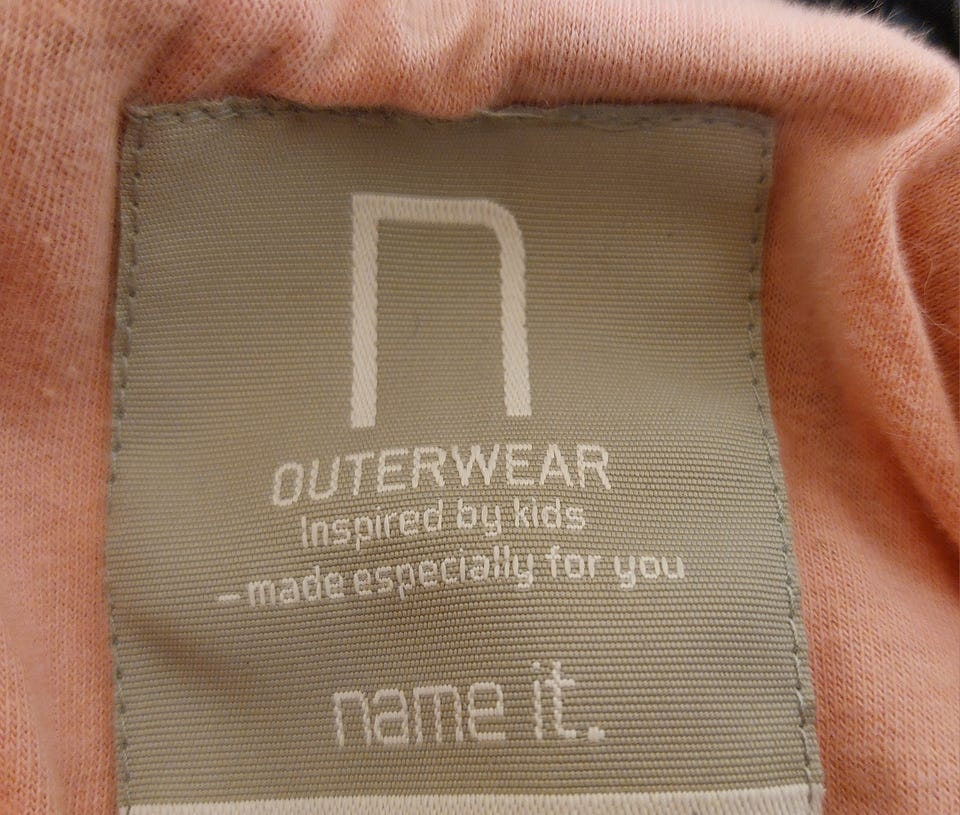 n
OUTERWEAR
Inspired by kids
–made especially for you
name it.